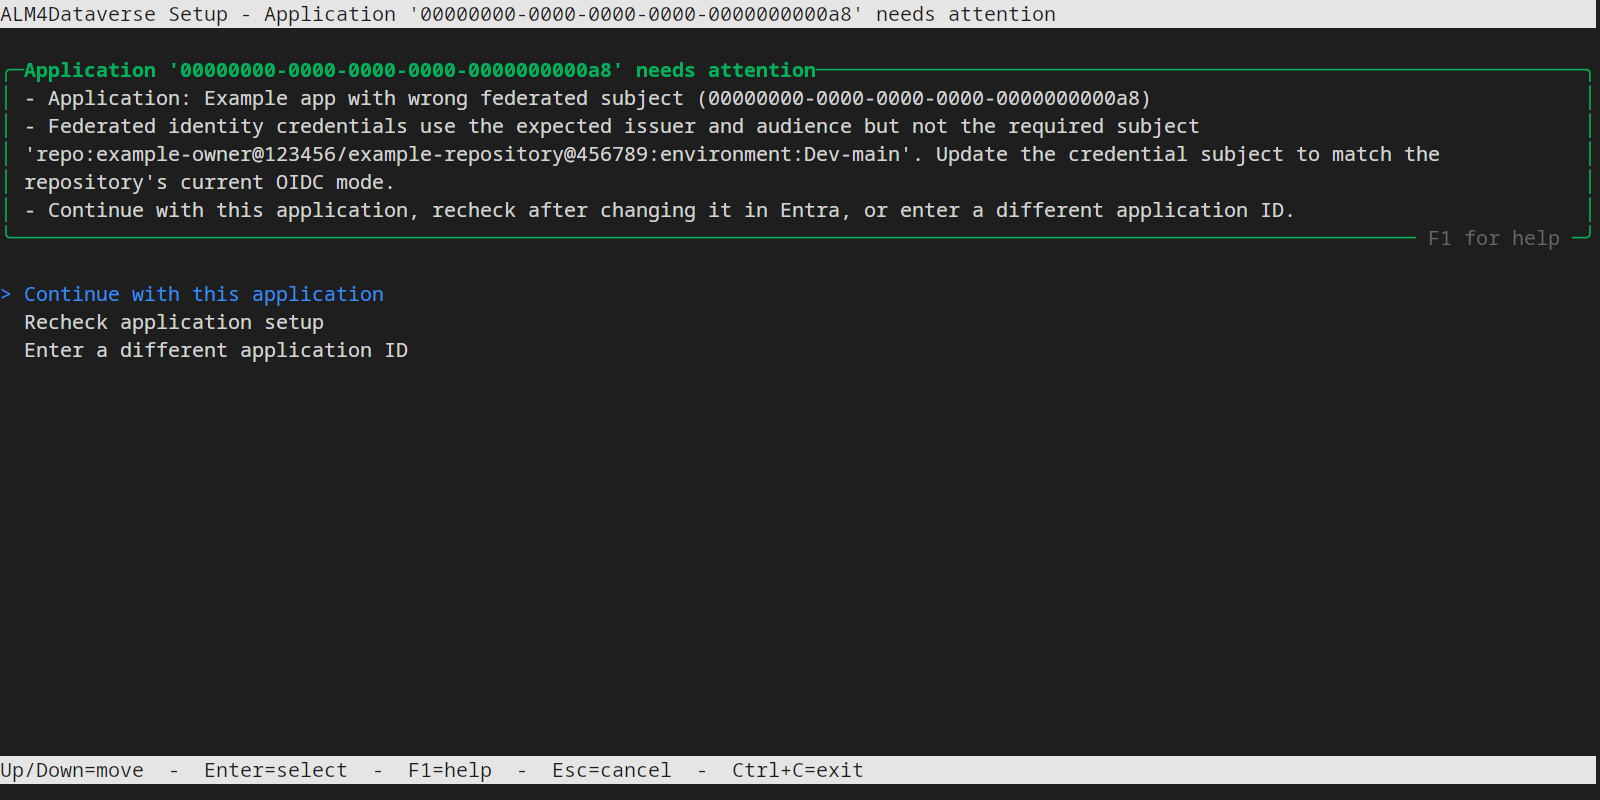 ALM4Dataverse Setup - Application '00000000-0000-0000-0000-0000000000a8' needs attention
Application '00000000-0000-0000-0000-0000000000a8' needs attention
- Application: Example app with wrong federated subject (00000000-0000-0000-0000-0000000000a8)
- Federated identity credentials use the expected issuer and audience but not the required subject
'repo:example-owner@123456/example-repository@456789:environment:Dev-main'. Update the credential subject to match the
repository's current OIDC mode.
- Continue with this application, recheck after changing it in Entra, or enter a different application ID.
F1 for help
> Continue with this application
Recheck application setup
Enter a different application ID
Up/Down=move  -  Enter=select  -  F1=help  -  Esc=cancel  -  Ctrl+C=exit